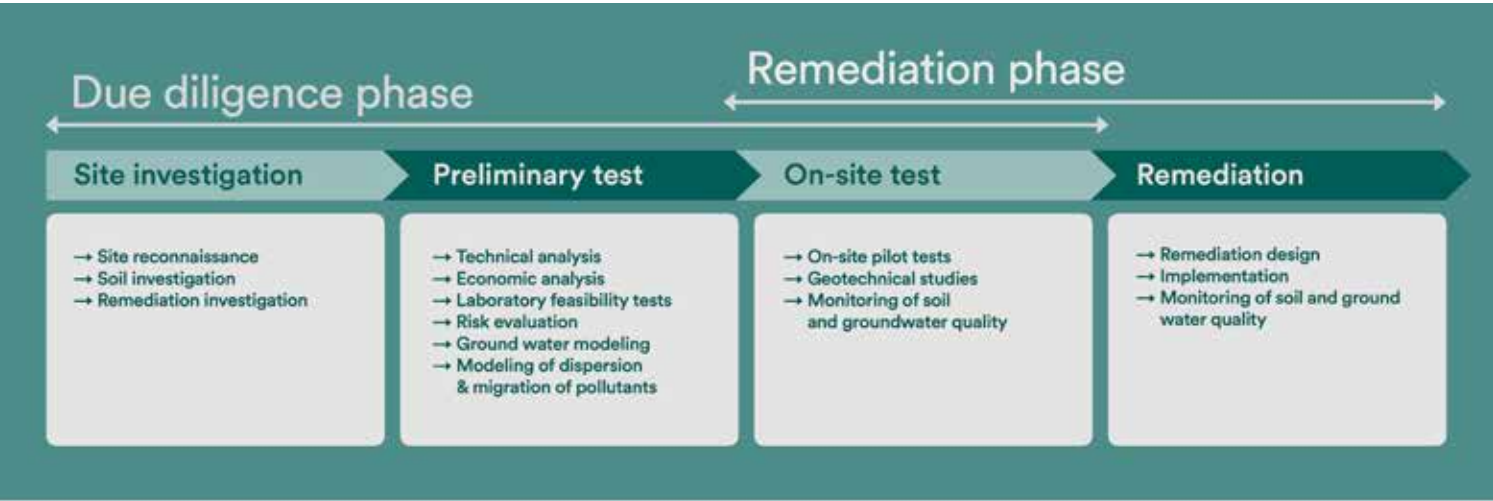 Due diligence phase
Remediation phase
Site investigation
→ Site reconnaissance
→ Soil investigation
→ Remediation investigation
Preliminary test
→ Technical analysis
→ Economic analysis
→ Laboratory feasibility tests
→ Risk evaluation
→ Ground water modeling
→ Modeling of dispersion
& migration of pollutants
On-site test
→ On-site pilot tests
→ Geotechnical studies
→ Monitoring of soil
and groundwater quality
Remediation
→ Remediation design
→ Implementation
→ Monitoring of soil and ground
water quality